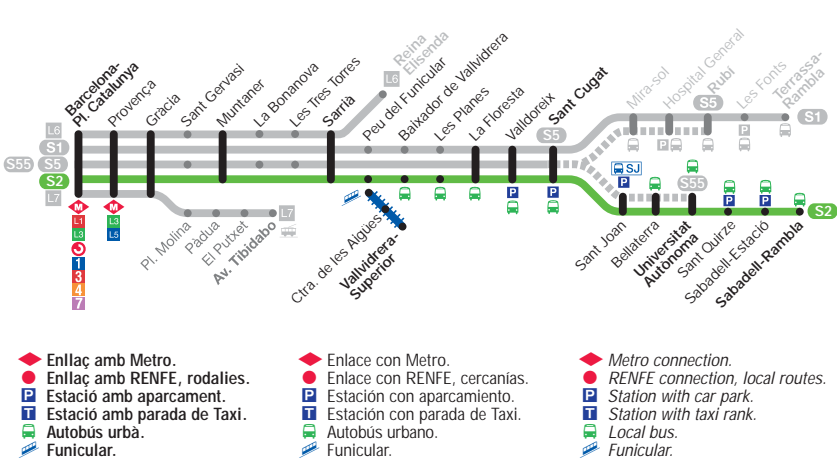 Barcelona-
Pl. Catalunya
Provença
Gràcia
Sant Gervasi
Muntaner
La Bonanova
Les Tres Torres
Sarrià
Reina
Elisenda
Peu del Funicular
Baixador de Vallvidrera
Les Planes
La Floresta
Valldoreix
Sant Cugat
Mira-sol
Hospital General
Rubí
Les Fonts
Terrassa-
Rambla
L6
L6
S1
S5
S5
S1
S55
S5
S2
L7
P
P
M
M
L1
L3
L3
L5
1
3
4
7
Pl. Molina
Pàdua
El Putxet
Av. Tibidabo
L7
Ctra. de les Aigües
Vallvidrera-
Superior
P
P
SJ
P
S55
P
P
S2
Sant Joan
Bellaterra
Universitat
Autònoma
Sant Quirze
Sabadell-Estació
Sabadell-Rambla
Enllaç amb Metro.
Enllaç amb RENFE, rodalies.
P Estació amb aparcament.
T Estació amb parada de Taxi.
Autobús urbà.
Funicular.
Enlace con Metro.
Enlace con RENFE, cercanías.
P Estación con aparcamiento.
T Estación con parada de Taxi.
Autobús urbano.
Funicular.
Metro connection.
RENFE connection, local routes.
P Station with car park.
T Station with taxi rank.
Local bus.
Funicular.